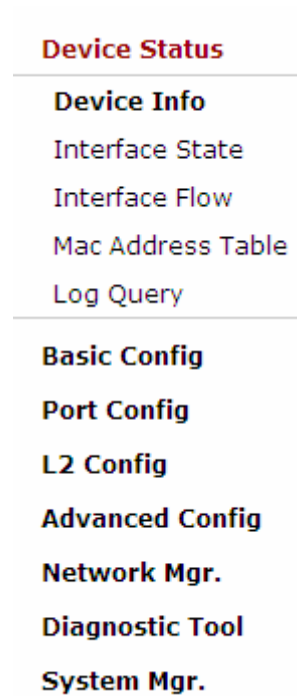 Device Status
Device Info
Interface State
Interface Flow
Mac Address Table
Log Query
Basic Config
Port Config
L2 Config
Advanced Config
Network Mgr.
Diagnostic Tool
System Mgr.